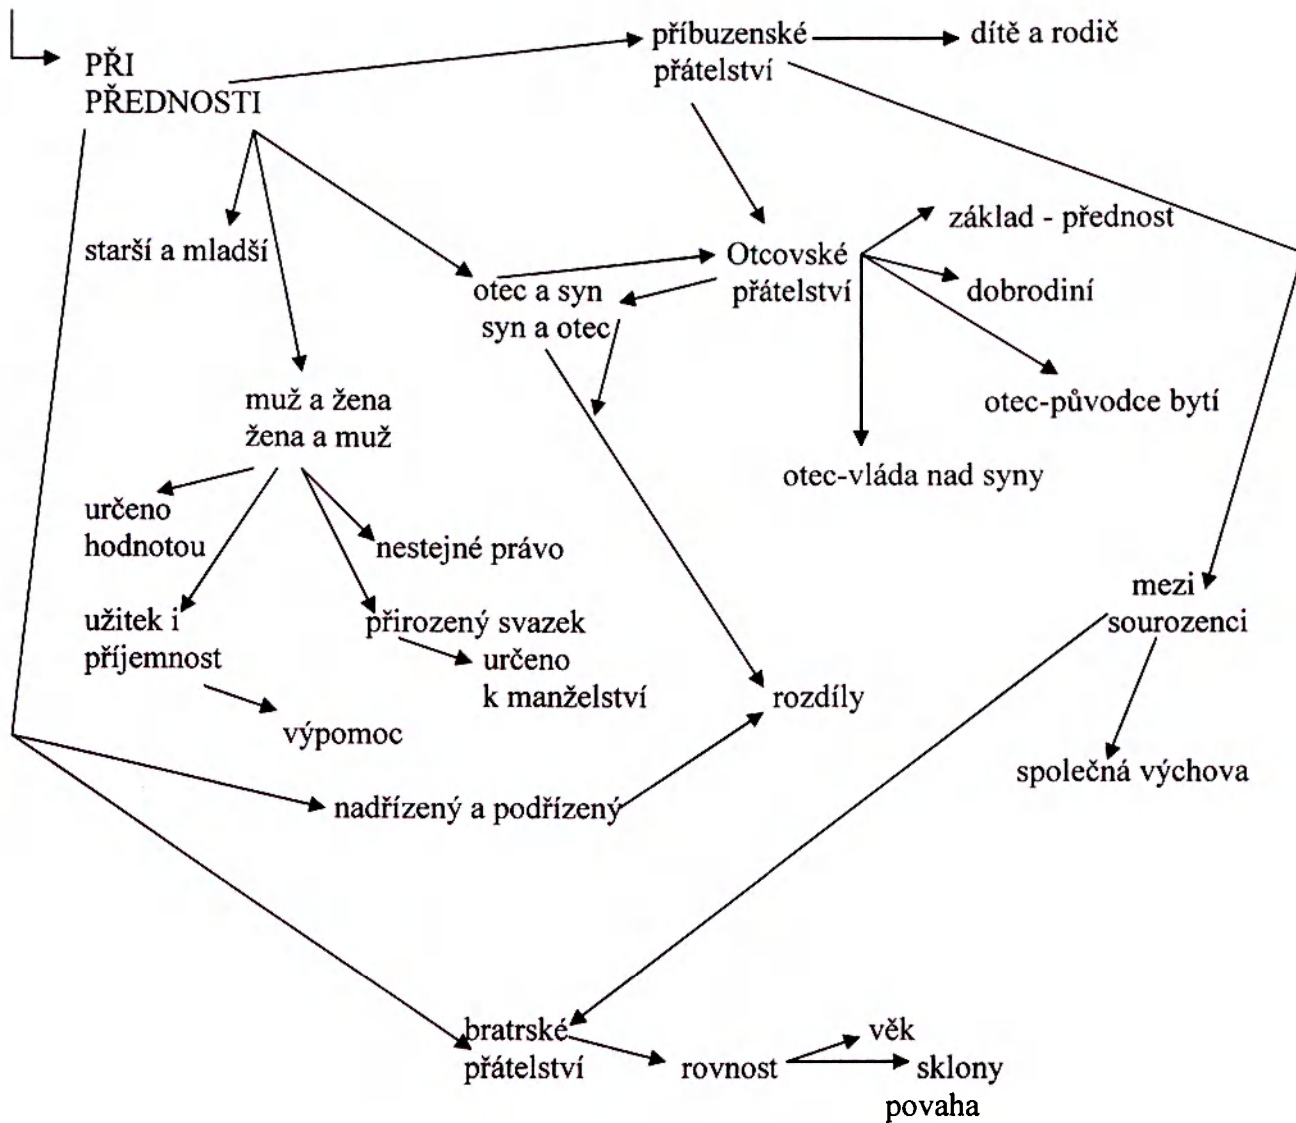 příbuzenské
přátelství
dítě a rodič
PŘI
PŘEDNOSTI
základ - přednost
starší a mladší
Otcovské
přátelství
otec a syn
syn a otec
dobrodiní
muž a žena
žena a muž
otec-původce bytí
otec-vláda nad syny
určeno
hodnotou
nestejné právo
mezi
sourozenci
užitek i
příjemnost
přirozený svazek
určeno
k manželství
rozdíly
výpomoc
společná výchova
nadřízený a podřízený
bratrské
přátelství
věk
rovnost
sklony
povaha